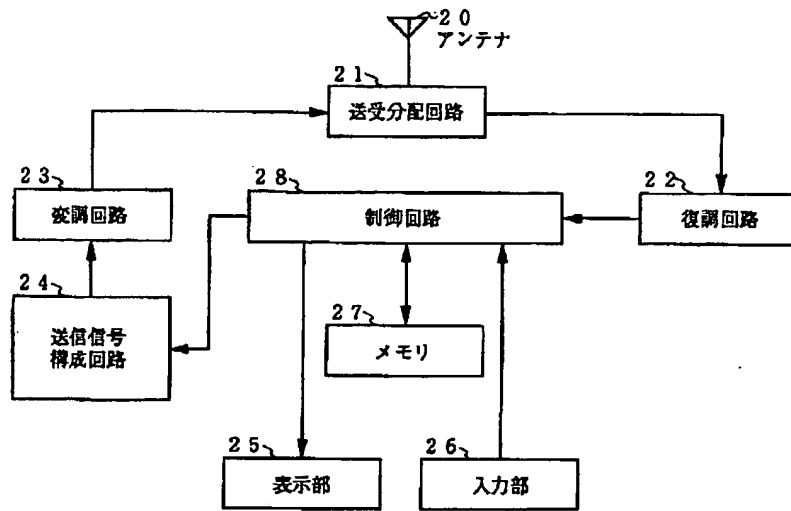 20
アンテナ
21
送受分配回路
23
変調回路
28
制御回路
22
復調回路
24
送信信号
構成回路
27
メモリ
25
表示部
26
入力部